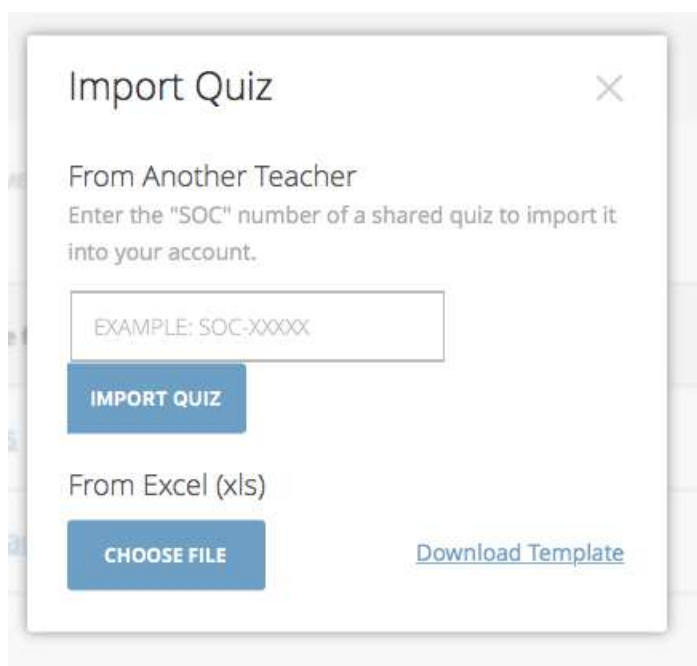 Import Quiz
From Another Teacher
Enter the "SOC" number of a shared quiz to import it
into your account.
EXAMPLE: SOC-XXXXX
IMPORT QUIZ
From Excel (xls)
CHOOSE FILE
Download Template